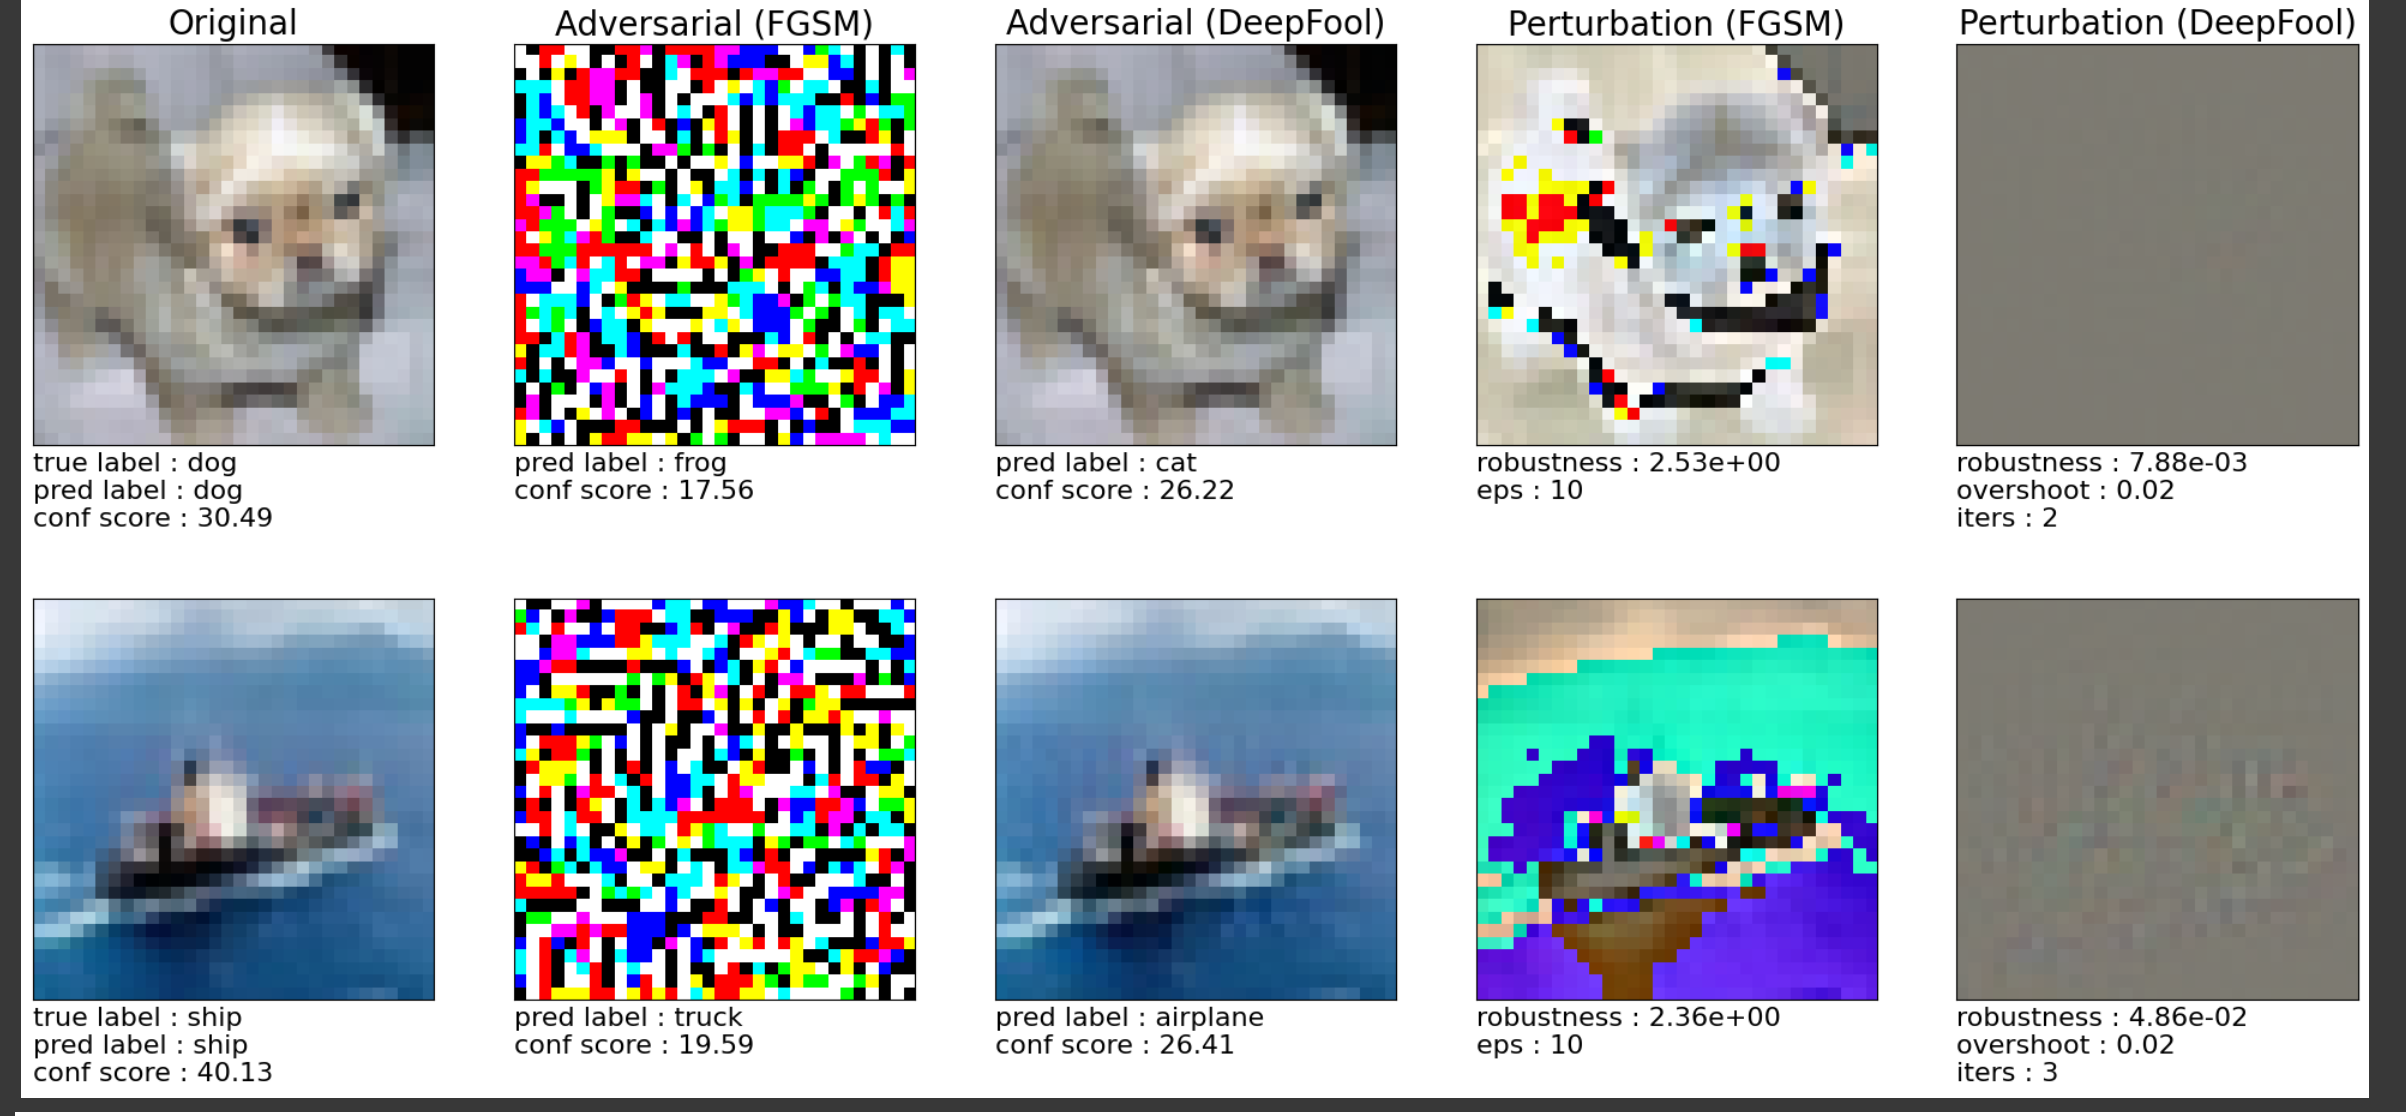 Original
Adversarial (FGSM)
Adversarial (DeepFool)
Perturbation (FGSM)
Perturbation (DeepFool)
true label : dog
pred label : dog
conf score : 30.49
pred label : frog
conf score : 17.56
pred label : cat
conf score : 26.22
robustness : 2.53e+00
eps : 10
robustness : 7.88e-03
overshoot : 0.02
iters : 2
true label : ship
pred label : ship
conf score : 40.13
pred label : truck
conf score : 19.59
pred label : airplane
conf score : 26.41
robustness : 2.36e+00
eps : 10
robustness : 4.86e-02
overshoot : 0.02
iters : 3